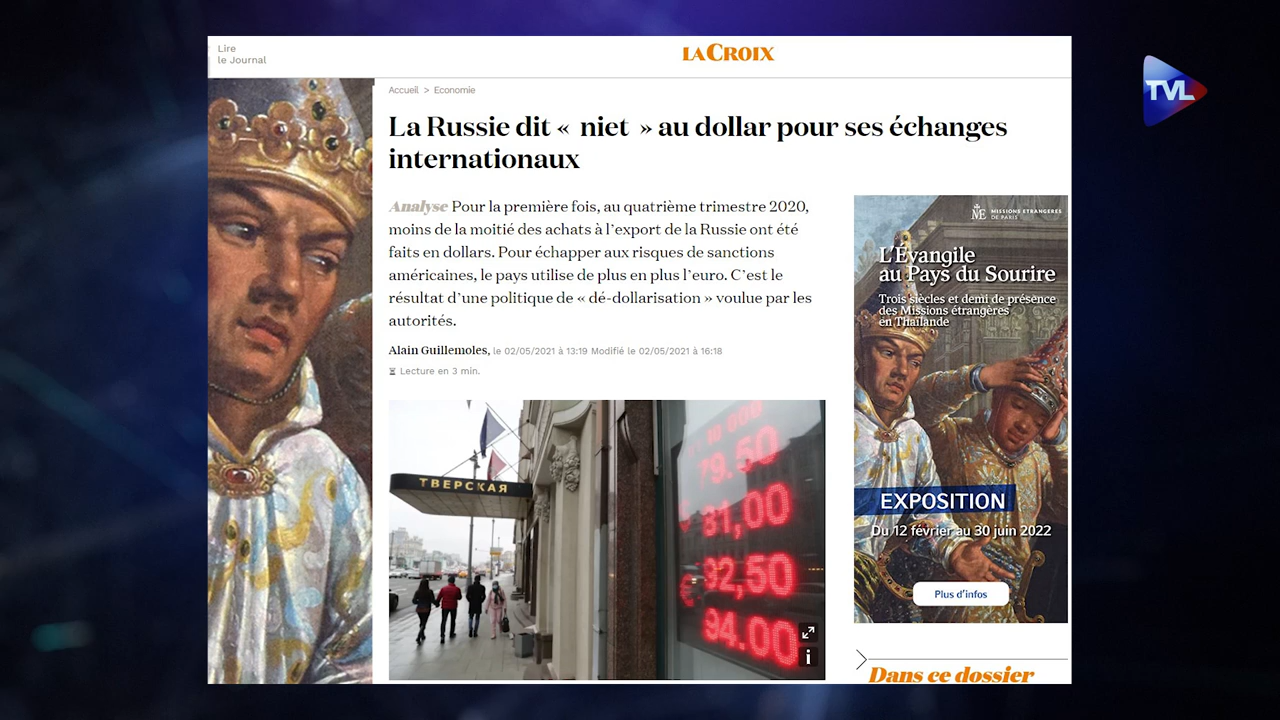 Lire
le Journal
LA CROIX
TVL
Accueil > Economie
La Russie dit « niet » au dollar pour ses échanges
internationaux
Analyse Pour la première fois, au quatrième trimestre 2020,
moins de la moitié des achats à l’export de la Russie ont été
faits en dollars. Pour échapper aux risques de sanctions
américaines, le pays utilise de plus en plus l’euro. C’est le
résultat d’une politique de « dé-dollarisation » voulue par les
autorités.
Alain Guillemoles, le 02/05/2021 à 13:19 Modifié le 02/05/2021 à 16:18
Lecture en 3 min.
ТВЕРСКАЯ
79.50
81,00
€ 92,50
94.00
i
MISSIONS ETRANGERES
DE PARIS
L’Évangile
au Pays du Sourire
Trois siècles et demi de présence
des Missions étrangères
en Thaïlande
EXPOSITION
Du 12 février au 30 juin 2022
Plus d’infos
Dans ce dossier